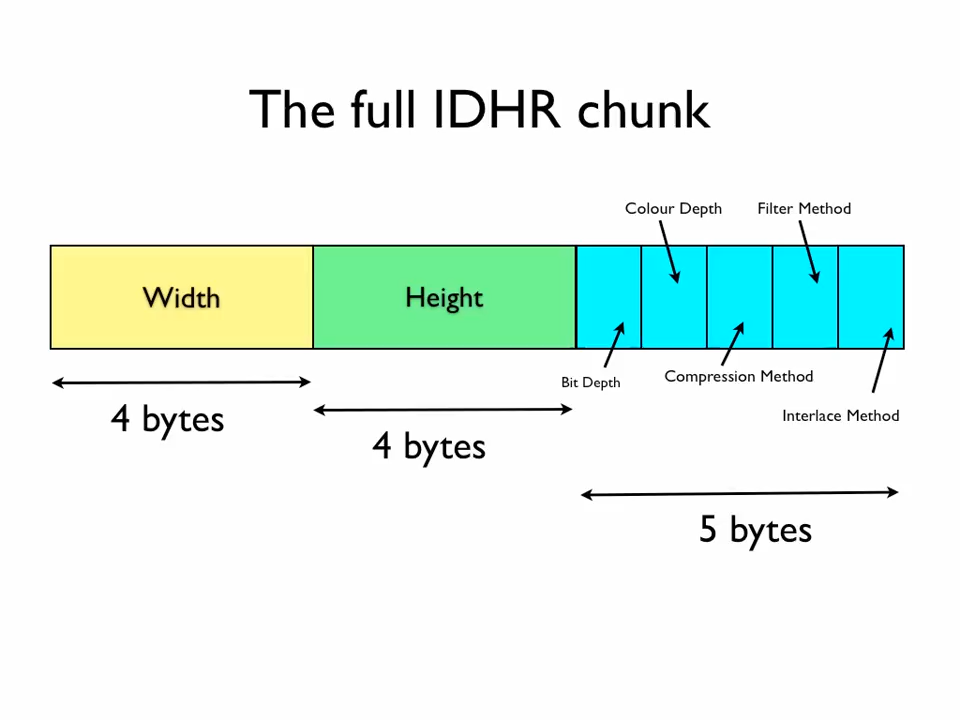 The full IDHR chunk
Colour Depth
Filter Method
Width
Height
Bit Depth
Compression Method
Interlace Method
4 bytes
4 bytes
5 bytes